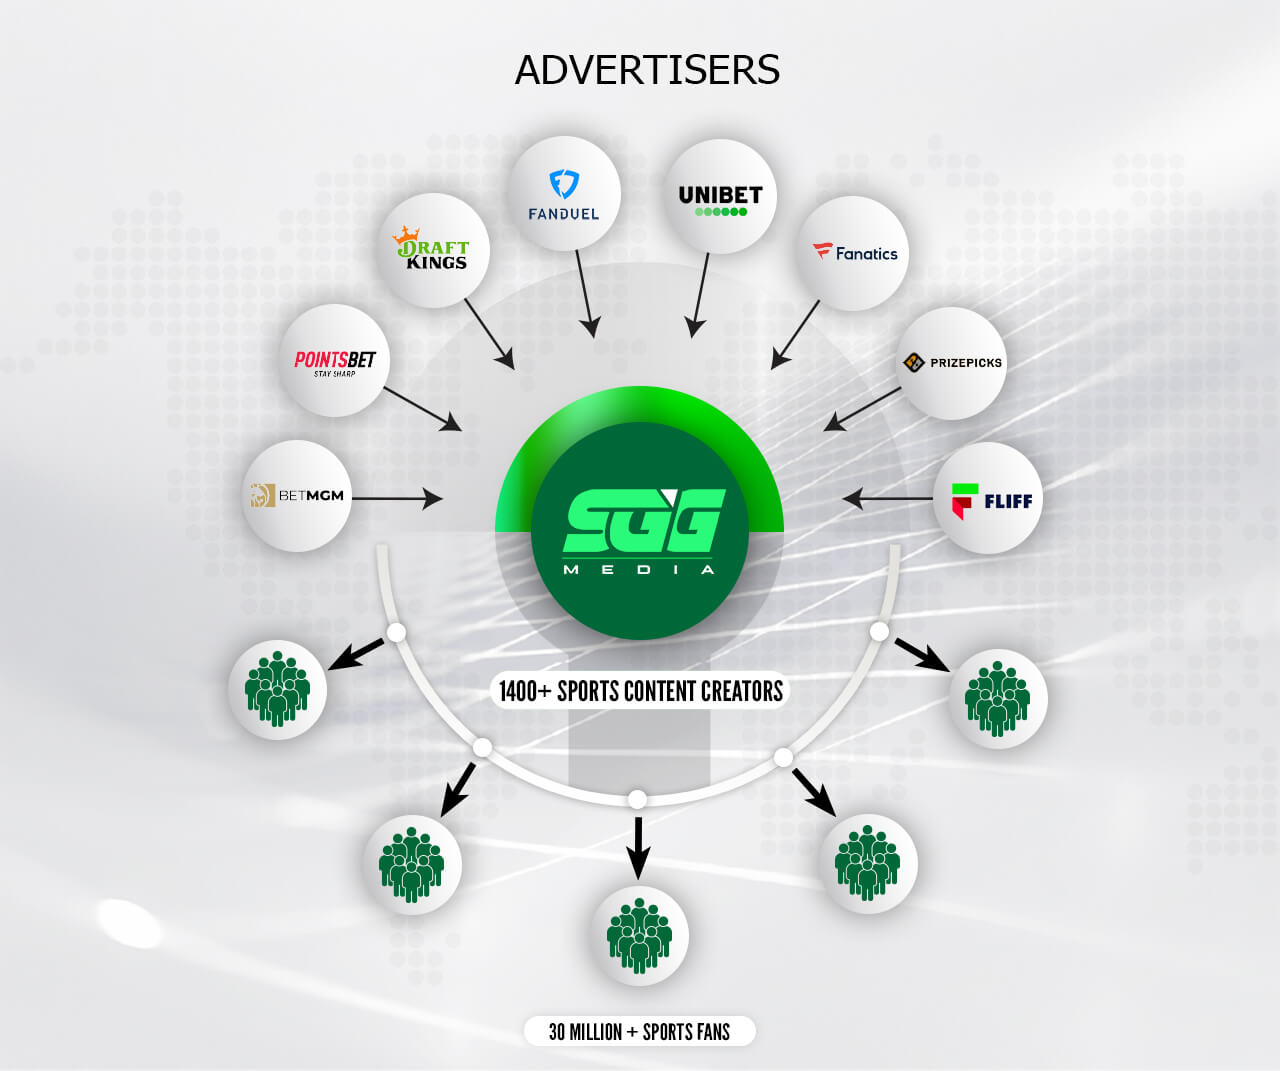 ADVERTISERS
FANDUEL
UNIBET
DRAFT
KINGS
Fanatics
POINTSBET
STAY SHARP
PRIZEPICKS
BETMGM
FLIFF
SGG
MEDIA
1400+ SPORTS CONTENT CREATORS
30 MILLION + SPORTS FANS